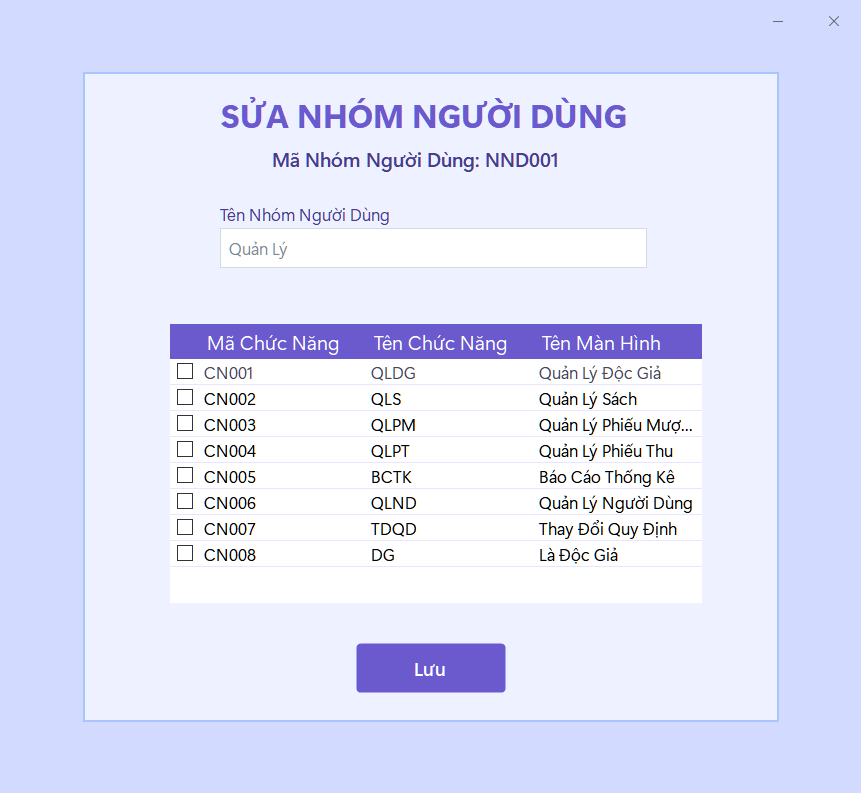 SỬA NHÓM NGƯỜI DÙNG
Mã Nhóm Người Dùng: NND001
Tên Nhóm Người Dùng
Quản Lý
Mã Chức Năng Tên Chức Năng Tên Màn Hình
CN001 QLDG Quản Lý Độc Giả
CN002 QLS Quản Lý Sách
CN003 QLPM Quản Lý Phiếu Mượ...
CN004 QLPT Quản Lý Phiếu Thu
CN005 BCTK Báo Cáo Thống Kê
CN006 QLND Quản Lý Người Dùng
CN007 TDQD Thay Đổi Quy Định
CN008 DG Là Độc Giả
Lưu